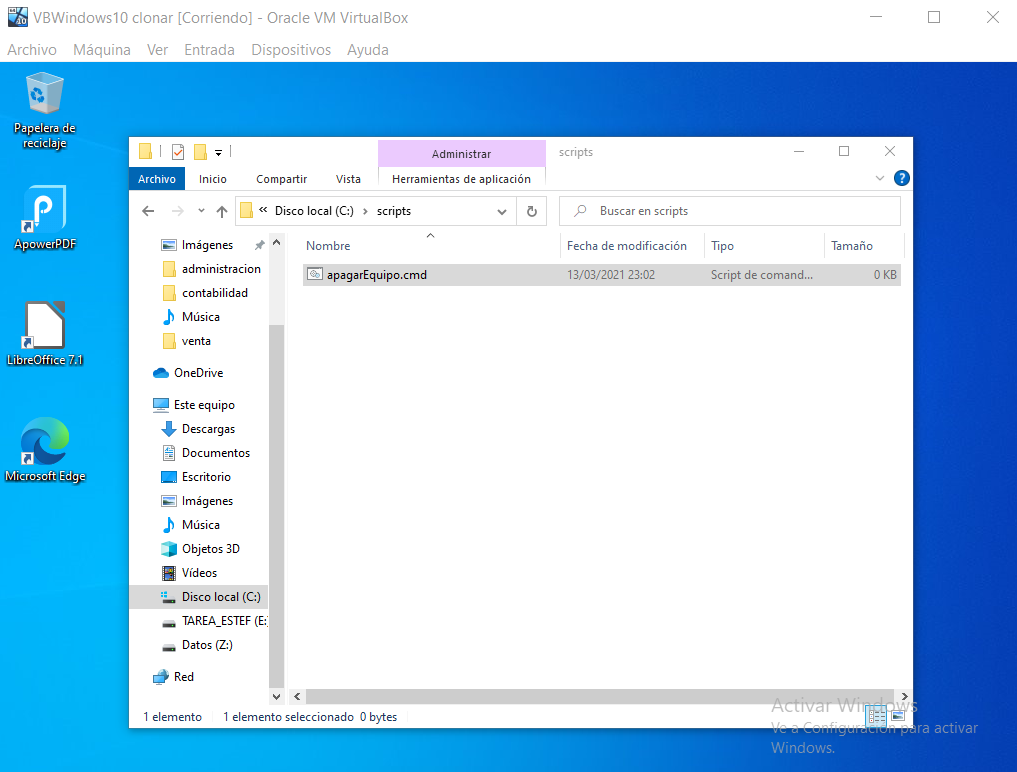 VBWindows10 clonar [Corriendo] - Oracle VM VirtualBox
Archivo Máquina Ver Entrada Dispositivos Ayuda
Papelera de
reciclaje
ApowerPDF
LibreOffice 7.1
Microsoft Edge
Administrar scripts
Archivo Inicio Compartir Vista Herramientas de aplicación
« Disco local (C:) › scripts
Buscar en scripts
Nombre Fecha de modificación Tipo Tamaño
apagarEquipo.cmd 13/03/2021 23:02 Script de comand... 0 KB
Imágenes
administracion
contabilidad
Música
venta
OneDrive
Este equipo
Descargas
Documentos
Escritorio
Imágenes
Música
Objetos 3D
Vídeos
Disco local (C:)
TAREA_ESTEF (E:)
Datos (Z:)
Red
1 elemento 1 elemento seleccionado 0 bytes
Activar Windows
Ve a Configuración para activar
Windows.